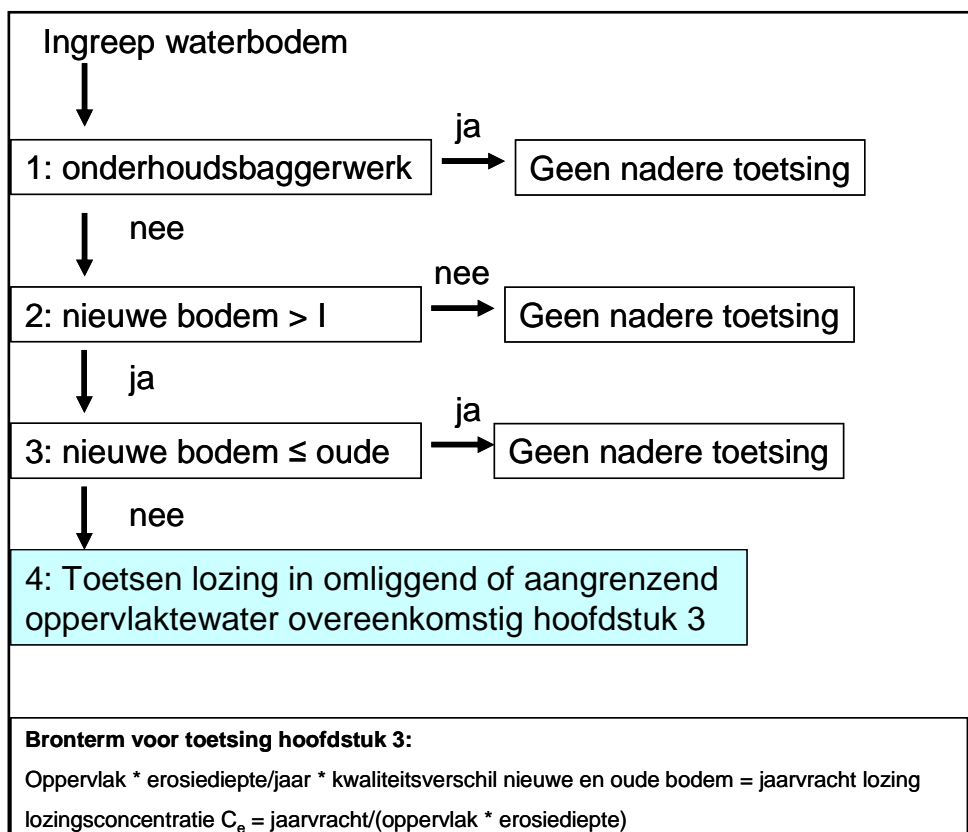 Ingreep waterbodem
ja
1: onderhoudsbaggerwerk
Geen nadere toetsing
nee
nee
2: nieuwe bodem > I
Geen nadere toetsing
ja
ja
3: nieuwe bodem ≤ oude
Geen nadere toetsing
nee
4: Toetsen lozing in omliggend of aangrenzend
oppervlaktewater overeenkomstig hoofdstuk 3
Bronterm voor toetsing hoofdstuk 3:
Oppervlak * erosiediepte/jaar * kwaliteitsverschil nieuwe en oude bodem = jaarvracht lozing
lozingsconcentratie Cₑ = jaarvracht/(oppervlak * erosiediepte)